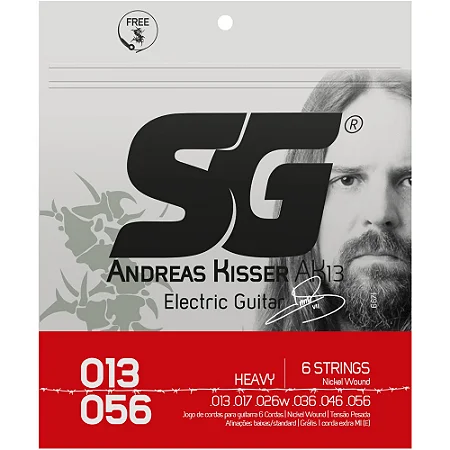 FREE
SG®
ANDREAS KISSER AK13
Electric Guitar
013
056
HEAVY
6 STRINGS
Nickel Wound
.013 .017 .026w .036 .046 .056
Jogo de cordas para guitarra 6 Cordas | Nickel Wound | Tensão Pesada
Afinações baixas/standard | Grátis 1 corda extra MI (E)